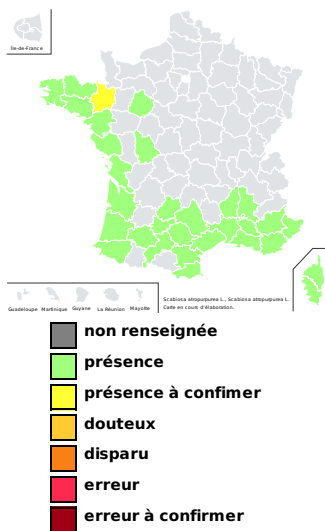 Île-de-France
Guadeloupe Martinique Guyane La Réunion Mayotte
Scabiosa atropurpurea L., Scabiosa atropurpurea L.
Carte en cours d'élaboration.
non renseignée
présence
présence à confimer
douteux
disparu
erreur
erreur à confirmer